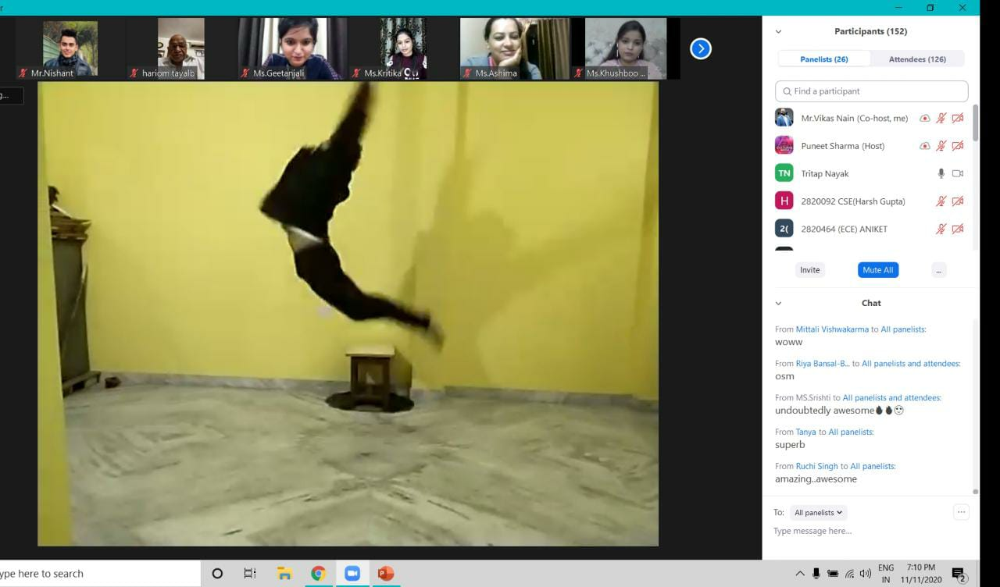 Mr.Nishant
hariom tayalb
Ms.Geetanjali
Ms.Kritika
Ms.Ashima
Ms.Khushboo ...
g...
Participants (152)
Panelists (26)
Attendees (126)
Find a participant
Mr.Vikas Nain (Co-host, me)
Puneet Sharma (Host)
TN
Tritap Nayak
H
2820092 CSE(Harsh Gupta)
2(
2820464 (ECE) ANIKET
Invite
Mute All
...
Chat
From Mittali Vishwakarma to All panelists:
woww
From Riya Bansal-B... to All panelists and attendees:
osm
From MS.Srishti to All panelists and attendees:
undoubtedly awesome
From Tanya to All panelists:
superb
From Ruchi Singh to All panelists:
amazing..awesome
To: All panelists
Type message here...
ype here to search
ENG
IN
7:10 PM
11/11/2020
2